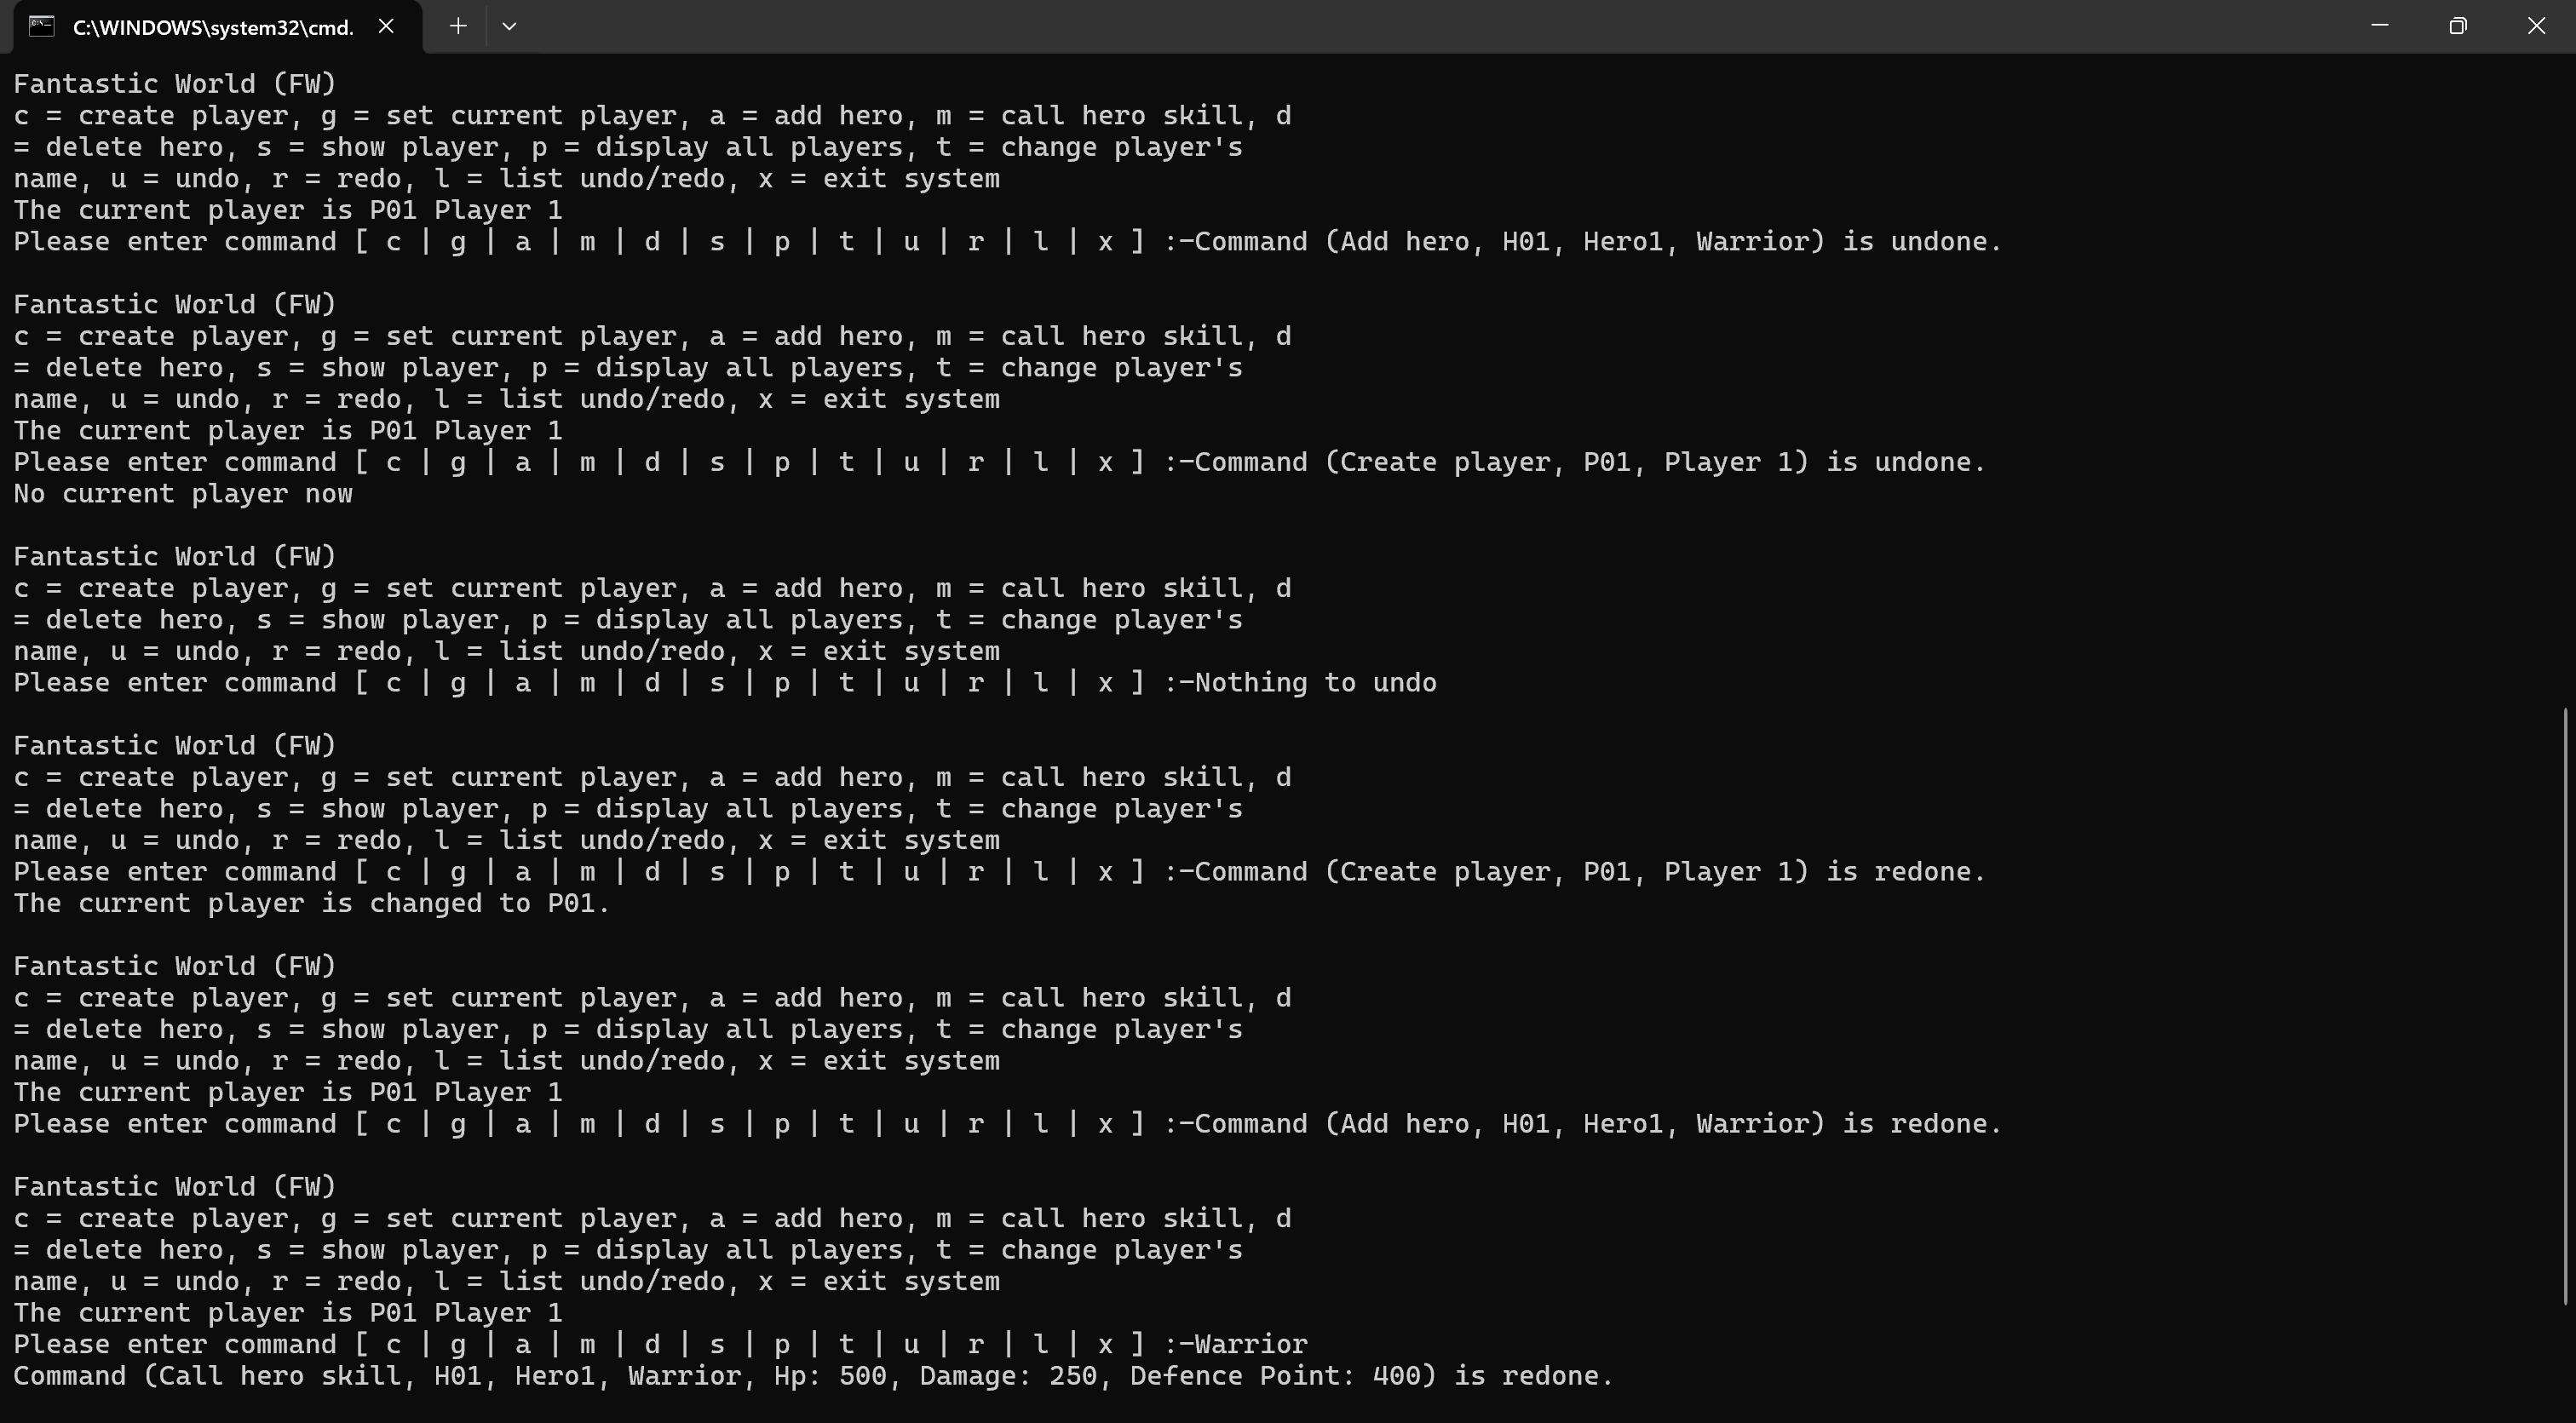 C:\WINDOWS\system32\cmd.
Fantastic World (FW)
c = create player, g = set current player, a = add hero, m = call hero skill, d
= delete hero, s = show player, p = display all players, t = change player's
name, u = undo, r = redo, l = list undo/redo, x = exit system
The current player is P01 Player 1
Please enter command [ c | g | a | m | d | s | p | t | u | r | l | x ] :-Command (Add hero, H01, Hero1, Warrior) is undone.
Fantastic World (FW)
c = create player, g = set current player, a = add hero, m = call hero skill, d
= delete hero, s = show player, p = display all players, t = change player's
name, u = undo, r = redo, l = list undo/redo, x = exit system
The current player is P01 Player 1
Please enter command [ c | g | a | m | d | s | p | t | u | r | l | x ] :-Command (Create player, P01, Player 1) is undone.
No current player now
Fantastic World (FW)
c = create player, g = set current player, a = add hero, m = call hero skill, d
= delete hero, s = show player, p = display all players, t = change player's
name, u = undo, r = redo, l = list undo/redo, x = exit system
Please enter command [ c | g | a | m | d | s | p | t | u | r | l | x ] :-Nothing to undo
Fantastic World (FW)
c = create player, g = set current player, a = add hero, m = call hero skill, d
= delete hero, s = show player, p = display all players, t = change player's
name, u = undo, r = redo, l = list undo/redo, x = exit system
Please enter command [ c | g | a | m | d | s | p | t | u | r | l | x ] :-Command (Create player, P01, Player 1) is redone.
The current player is changed to P01.
Fantastic World (FW)
c = create player, g = set current player, a = add hero, m = call hero skill, d
= delete hero, s = show player, p = display all players, t = change player's
name, u = undo, r = redo, l = list undo/redo, x = exit system
The current player is P01 Player 1
Please enter command [ c | g | a | m | d | s | p | t | u | r | l | x ] :-Command (Add hero, H01, Hero1, Warrior) is redone.
Fantastic World (FW)
c = create player, g = set current player, a = add hero, m = call hero skill, d
= delete hero, s = show player, p = display all players, t = change player's
name, u = undo, r = redo, l = list undo/redo, x = exit system
The current player is P01 Player 1
Please enter command [ c | g | a | m | d | s | p | t | u | r | l | x ] :-Warrior
Command (Call hero skill, H01, Hero1, Warrior, Hp: 500, Damage: 250, Defence Point: 400) is redone.